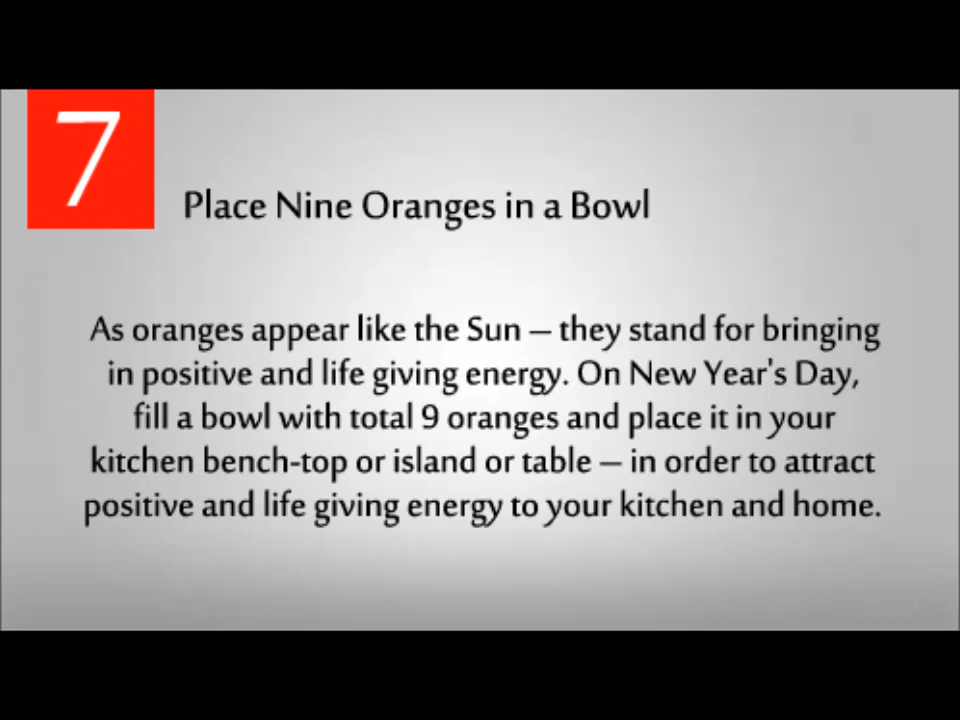 7
Place Nine Oranges in a Bowl
As oranges appear like the Sun – they stand for bringing
in positive and life giving energy. On New Year's Day,
fill a bowl with total 9 oranges and place it in your
kitchen bench-top or island or table – in order to attract
positive and life giving energy to your kitchen and home.